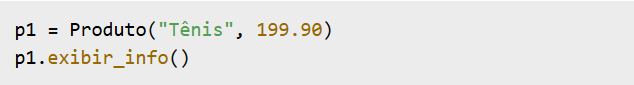 p1 = Produto("Tênis", 199.90)
p1.exibir_info()